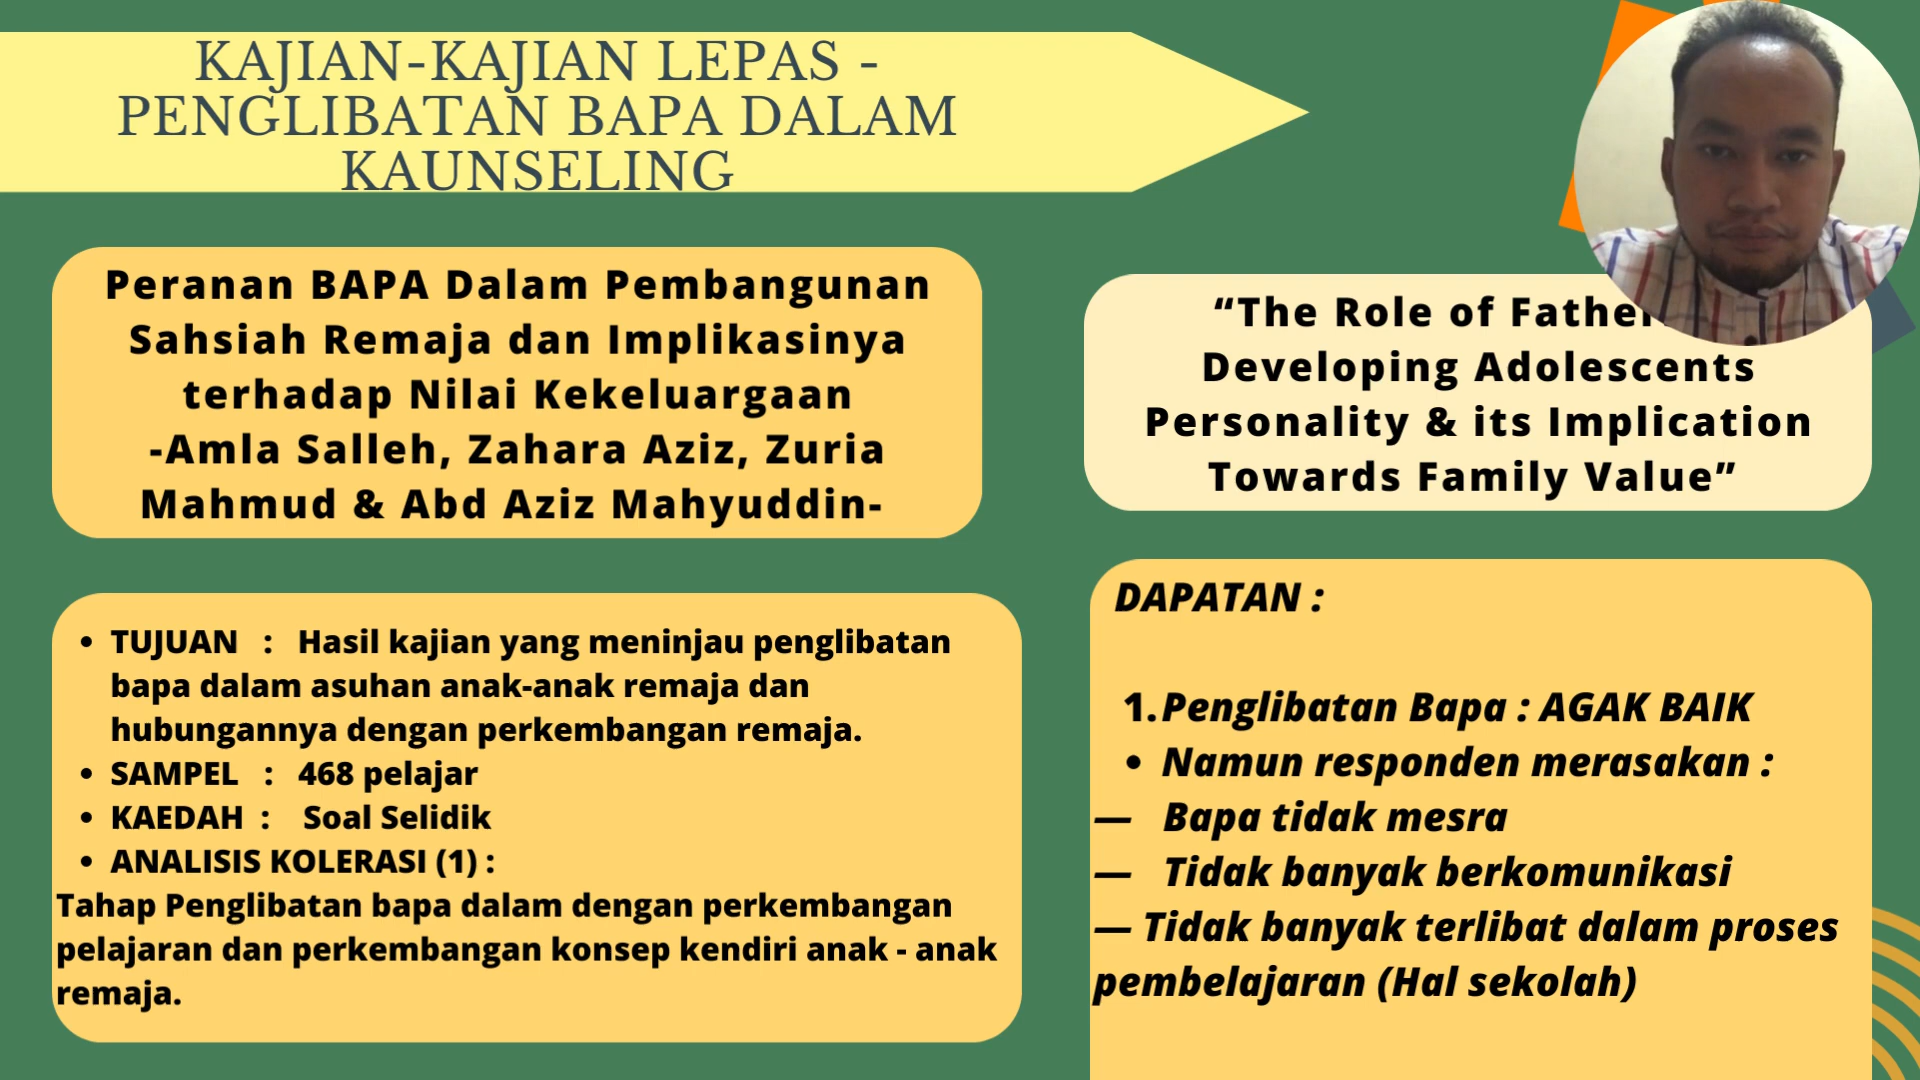 KAJIAN-KAJIAN LEPAS -
PENGLIBATAN BAPA DALAM
KAUNSELING
Peranan BAPA Dalam Pembangunan
Sahsiah Remaja dan Implikasinya
terhadap Nilai Kekeluargaan
-Amla Salleh, Zahara Aziz, Zuria
Mahmud & Abd Aziz Mahyuddin-
“The Role of
Developing Adolescents
Personality & its Implication
Towards Family Value”
• TUJUAN : Hasil kajian yang meninjau penglibatan
bapa dalam asuhan anak-anak remaja dan
hubungannya dengan perkembangan remaja.
• SAMPEL : 468 pelajar
• KAEDAH : Soal Selidik
• ANALISIS KOLERASI (1) :
Tahap Penglibatan bapa dalam dengan perkembangan
pelajaran dan perkembangan konsep kendiri anak - anak
remaja.
DAPATAN :
1. Penglibatan Bapa : AGAK BAIK
• Namun responden merasakan :
— Bapa tidak mesra
— Tidak banyak berkomunikasi
— Tidak banyak terlibat dalam proses
pembelajaran (Hal sekolah)